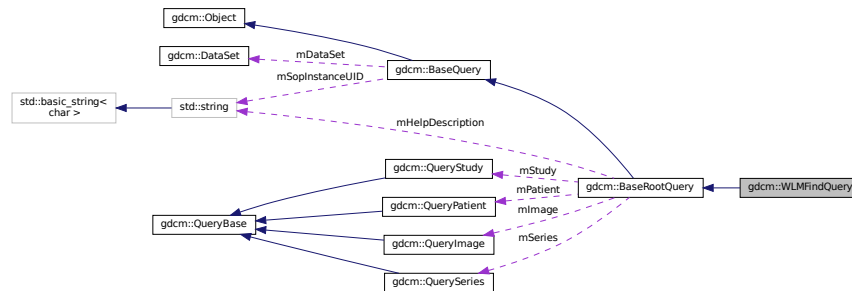 gdcm::Object
gdcm::DataSet
mDataSet
gdcm::BaseQuery
mSopInstanceUID
std::basic_string<
char >
std::string
mHelpDescription
gdcm::QueryStudy
mStudy
gdcm::BaseRootQuery
gdcm::WLMFindQuery
mPatient
gdcm::QueryPatient
mImage
gdcm::QueryBase
gdcm::QueryImage
mSeries
gdcm::QuerySeries